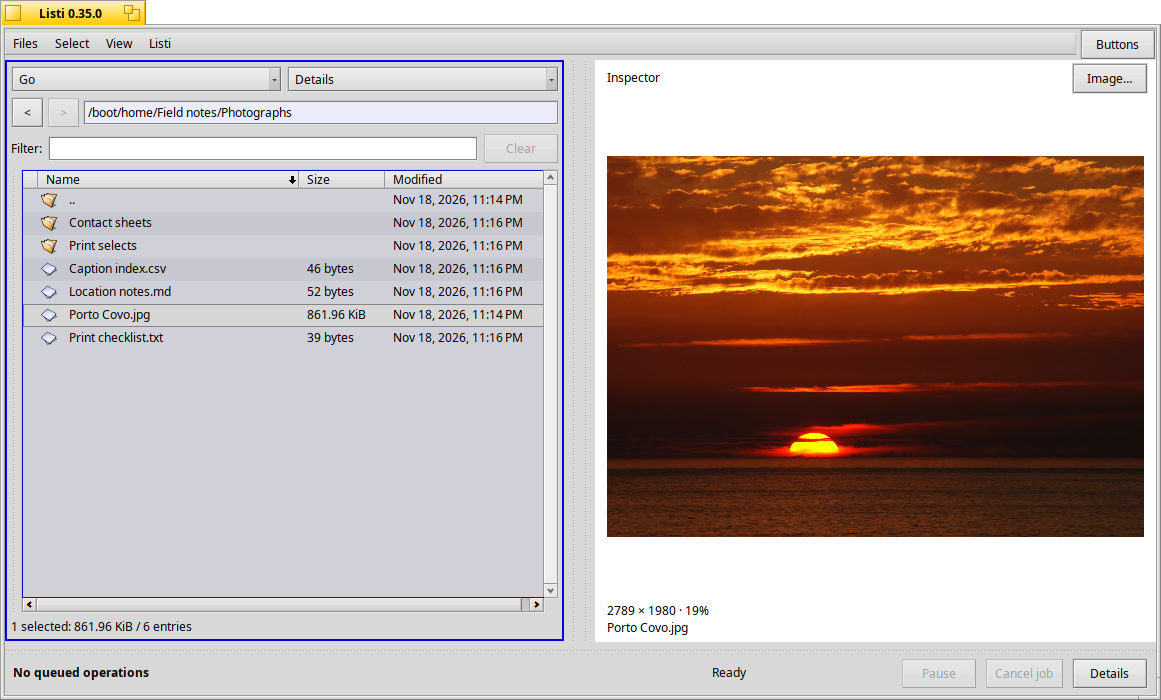 Listi 0.35.0
Files Select View Listi
Buttons
Go Details
< > /boot/home/Field notes/Photographs
Filter: Clear
Name Size Modified
.. Nov 18, 2026, 11:14 PM
Contact sheets Nov 18, 2026, 11:16 PM
Print selects Nov 18, 2026, 11:16 PM
Caption index.csv 46 bytes Nov 18, 2026, 11:16 PM
Location notes.md 52 bytes Nov 18, 2026, 11:16 PM
Porto Covo.jpg 861.96 KiB Nov 18, 2026, 11:14 PM
Print checklist.txt 39 bytes Nov 18, 2026, 11:16 PM
1 selected: 861.96 KiB / 6 entries
Inspector Image...
2789 × 1980 · 19%
Porto Covo.jpg
No queued operations Ready Pause Cancel job Details